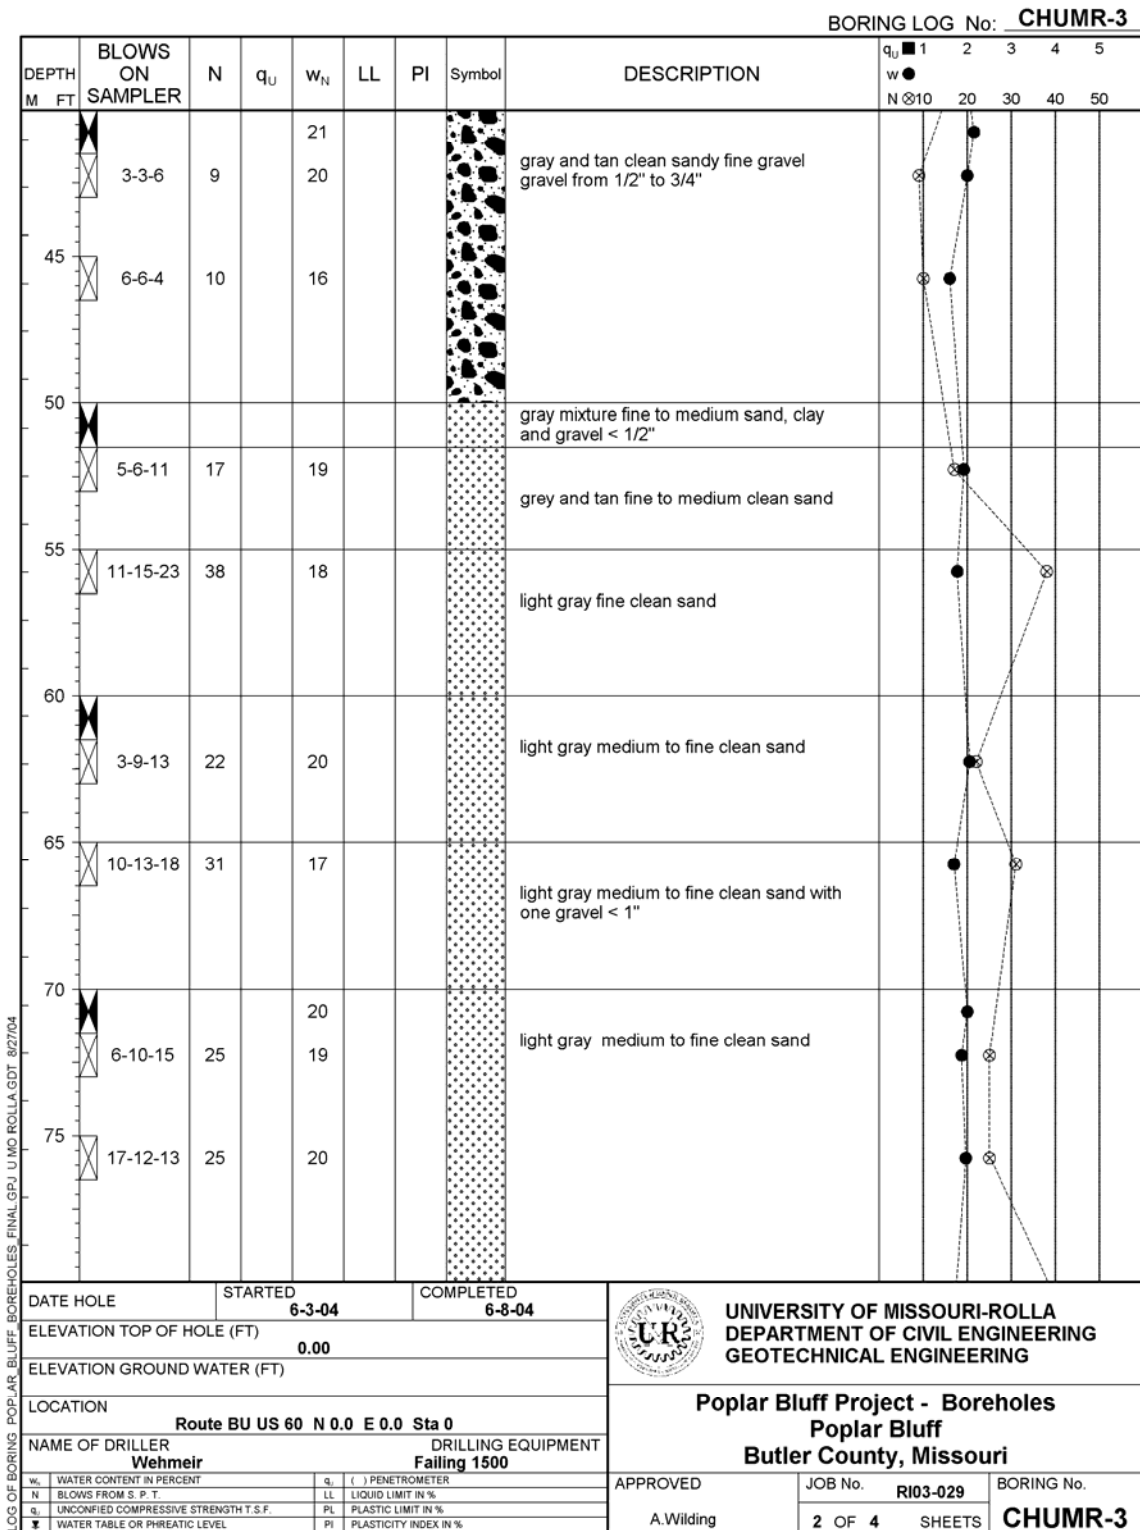 BORING LOG No: CHUMR-3
DEPTH
M FT
BLOWS
ON
SAMPLER
N
qU
wN
LL
PI
Symbol
DESCRIPTION
qU ■ 1 2 3 4 5
w ●
N ⊗ 10 20 30 40 50
21
3-3-6 9 20
gray and tan clean sandy fine gravel
gravel from 1/2" to 3/4"
45
6-6-4 10 16
50
gray mixture fine to medium sand, clay
and gravel < 1/2"
5-6-11 17 19
grey and tan fine to medium clean sand
55
11-15-23 38 18
light gray fine clean sand
60
light gray medium to fine clean sand
3-9-13 22 20
65
10-13-18 31 17
light gray medium to fine clean sand with
one gravel < 1"
70
20
light gray medium to fine clean sand
6-10-15 25 19
75
17-12-13 25 20
LOG OF BORING POPLAR_BLUFF_BOREHOLES_FINAL.GPJ U MO ROLLA.GDT 8/27/04
DATE HOLE
STARTED
6-3-04
COMPLETED
6-8-04
ELEVATION TOP OF HOLE (FT)
0.00
ELEVATION GROUND WATER (FT)
LOCATION
Route BU US 60 N 0.0 E 0.0 Sta 0
NAME OF DRILLER
Wehmeir
DRILLING EQUIPMENT
Failing 1500
wN WATER CONTENT IN PERCENT qU ( ) PENETROMETER
N BLOWS FROM S. P. T. LL LIQUID LIMIT IN %
qU UNCONFIED COMPRESSIVE STRENGTH T.S.F. PL PLASTIC LIMIT IN %
WATER TABLE OR PHREATIC LEVEL PI PLASTICITY INDEX IN %
UR
UNIVERSITY OF MISSOURI-ROLLA
DEPARTMENT OF CIVIL ENGINEERING
GEOTECHNICAL ENGINEERING
Poplar Bluff Project - Boreholes
Poplar Bluff
Butler County, Missouri
APPROVED
A.Wilding
JOB No. RI03-029
2 OF 4 SHEETS
BORING No.
CHUMR-3